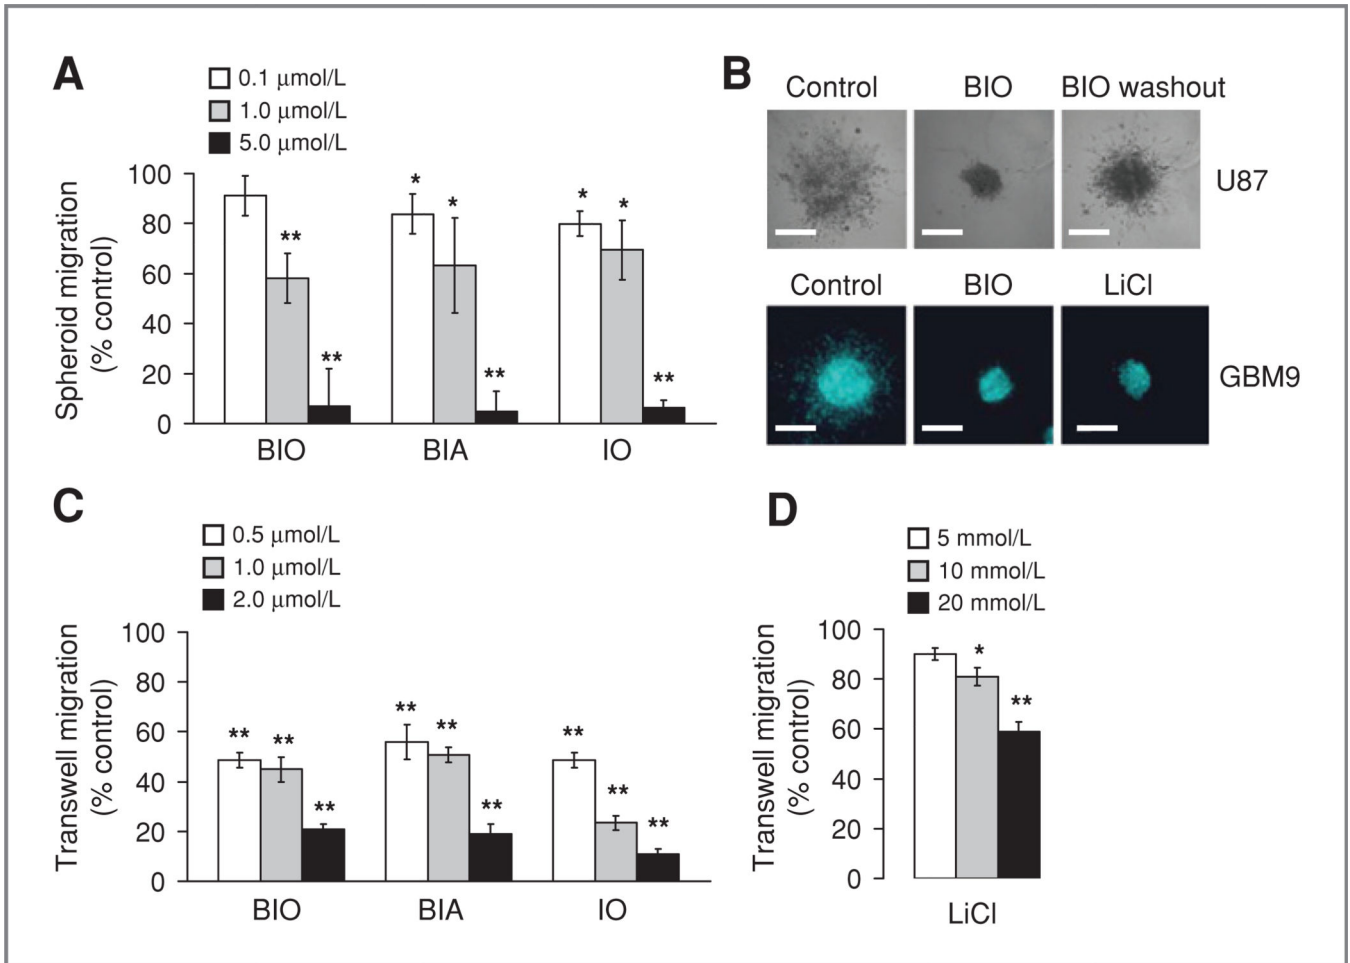 A
0.1 μmol/L
1.0 μmol/L
5.0 μmol/L
Spheroid migration
(% control)
100
80
60
40
20
0
**
**
*
*
**
*
*
**
BIO
BIA
IO
B
Control
BIO
BIO washout
U87
Control
BIO
LiCl
GBM9
C
0.5 μmol/L
1.0 μmol/L
2.0 μmol/L
Transwell migration
(% control)
100
80
60
40
20
0
**
**
**
**
**
**
**
**
**
BIO
BIA
IO
D
5 mmol/L
10 mmol/L
20 mmol/L
Transwell migration
(% control)
100
80
60
40
20
0
*
**
LiCl